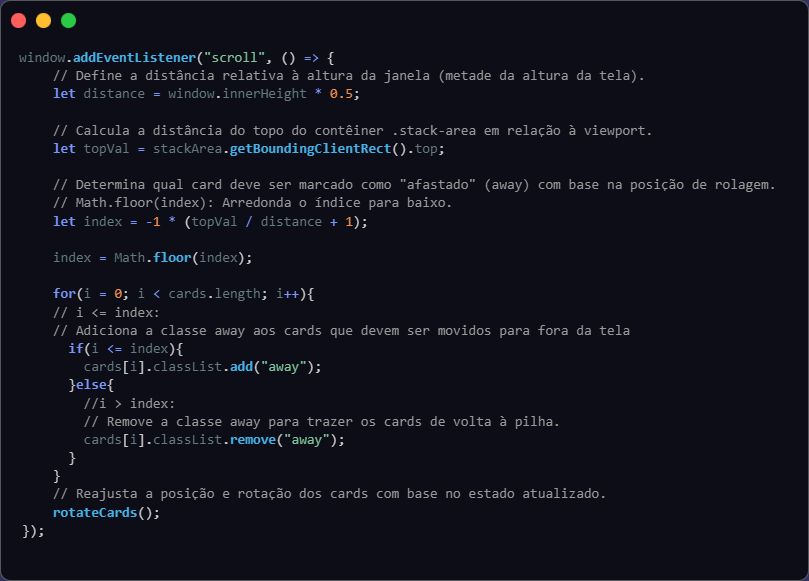 window.addEventListener("scroll", () => {
    // Define a distância relativa à altura da janela (metade da altura da tela).
    let distance = window.innerHeight * 0.5;

    // Calcula a distância do topo do contêiner .stack-area em relação à viewport.
    let topVal = stackArea.getBoundingClientRect().top;

    // Determina qual card deve ser marcado como "afastado" (away) com base na posição de rolagem.
    // Math.floor(index): Arredonda o índice para baixo.
    let index = -1 * (topVal / distance + 1);

    index = Math.floor(index);

    for(i = 0; i < cards.length; i++){
    // i <= index:
    // Adiciona a classe away aos cards que devem ser movidos para fora da tela
      if(i <= index){
        cards[i].classList.add("away");
      }else{
        //i > index:
        // Remove a classe away para trazer os cards de volta à pilha.
        cards[i].classList.remove("away");
      }
    }
    // Reajusta a posição e rotação dos cards com base no estado atualizado.
    rotateCards();
});